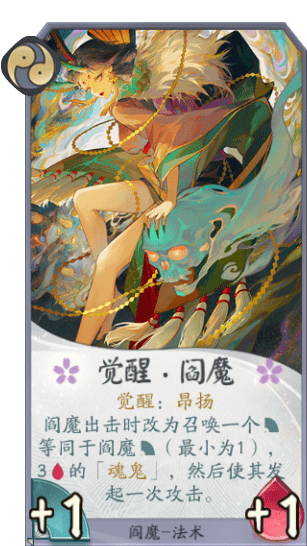 觉醒·阎魔
觉醒：昂扬
阎魔出击时改为召唤一个
等同于阎魔（最小为1），
3的「魂鬼」，然后使其发
起一次攻击。
+1
阎魔-法术
+1